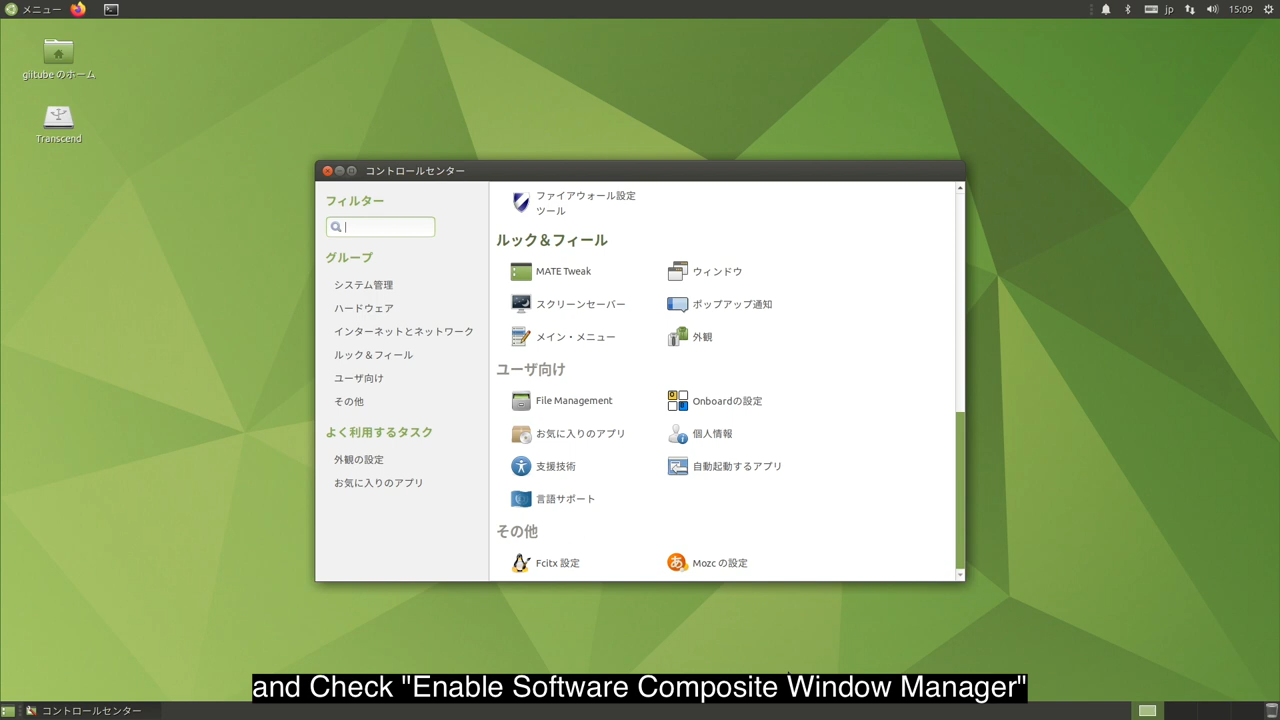 メニュー
jp
15:09
giitube のホーム
Transcend
コントロールセンター
フィルター
グループ
システム管理
ハードウェア
インターネットとネットワーク
ルック＆フィール
ユーザ向け
その他
よく利用するタスク
外観の設定
お気に入りのアプリ
ファイアウォール設定
ツール
ルック＆フィール
MATE Tweak
ウィンドウ
スクリーンセーバー
ポップアップ通知
メイン・メニュー
外観
ユーザ向け
File Management
Onboardの設定
お気に入りのアプリ
個人情報
支援技術
自動起動するアプリ
言語サポート
その他
Fcitx 設定
Mozc の設定
and Check "Enable Software Composite Window Manager"
コントロールセンター